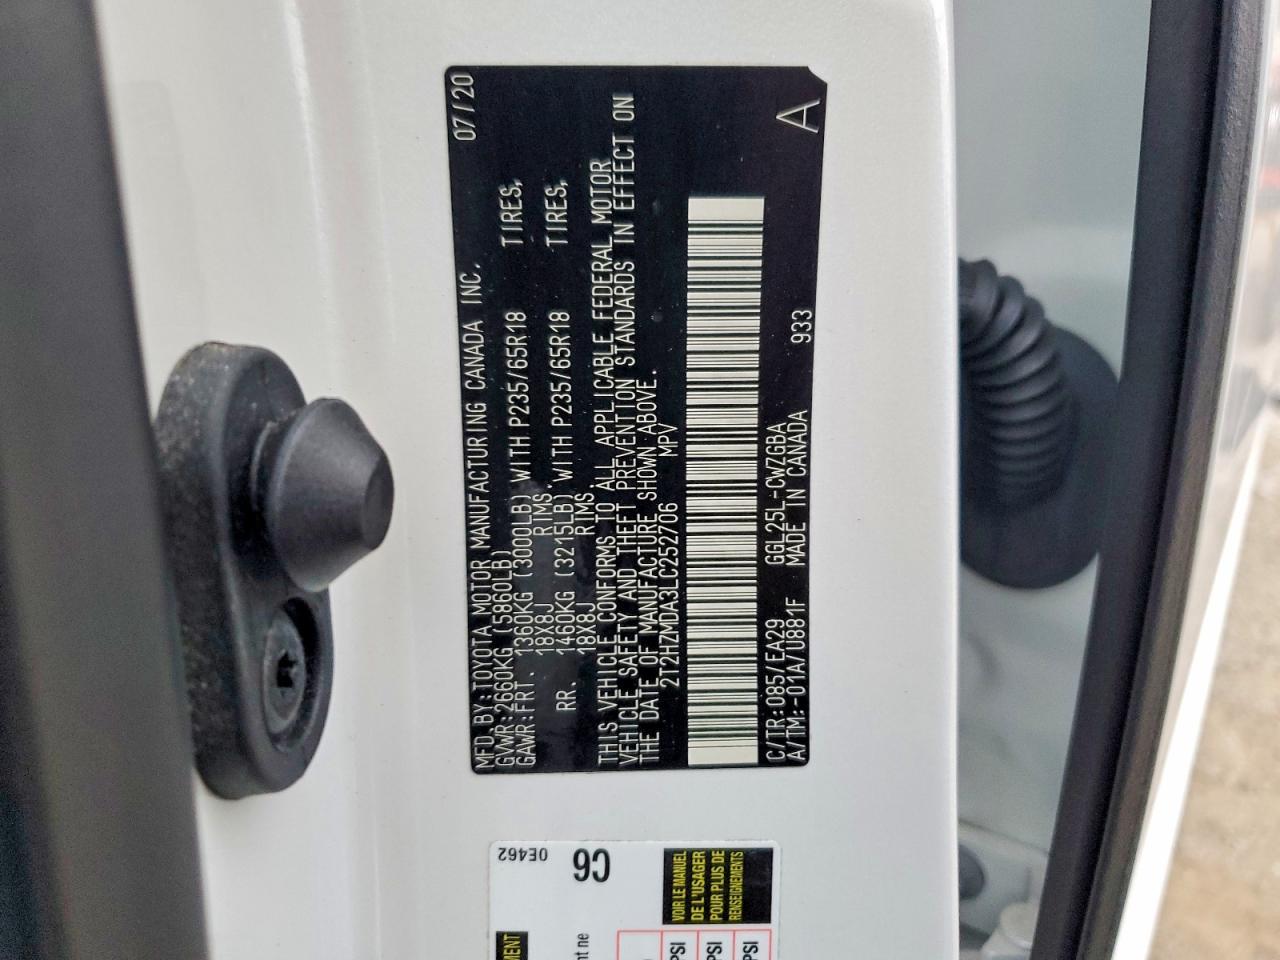 MFD.BY:TOYOTA MOTOR MANUFACTURING CANADA INC. 07/20
GVWR:2660KG (5860LB)
GAWR:FRT. 1360KG (3000LB) WITH P235/65R18 TIRES,
18X8J RIMS,
RR. 1460KG (3215LB) WITH P235/65R18 TIRES,
18X8J RIMS.
THIS VEHICLE CONFORMS TO ALL APPLICABLE FEDERAL MOTOR
VEHICLE SAFETY AND THEFT PREVENTION STANDARDS IN EFFECT ON
THE DATE OF MANUFACTURE SHOWN ABOVE.
2T2HZMDA3LC252706 MPV
A
C/TR:085/EA29 GGL25L-CWZGBA
A/TM:-01A/U881F MADE IN CANADA 933
0E462
C6
VOIR LE MANUEL
DE L'USAGER
POUR PLUS DE
RENSEIGNEMENTS
PSI
PSI
PSI